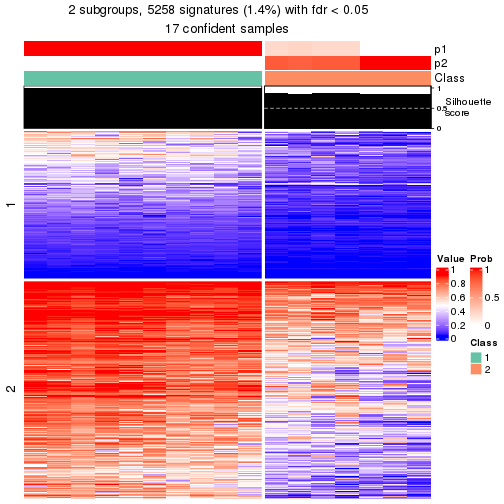 2 subgroups, 5258 signatures (1.4%) with fdr < 0.05
17 confident samples
p1
p2
Class
1
0.5
0
Silhouette
score
1
2
Value
1
0.8
0.6
0.4
0.2
0
Prob
1
0.5
0
Class
1
2